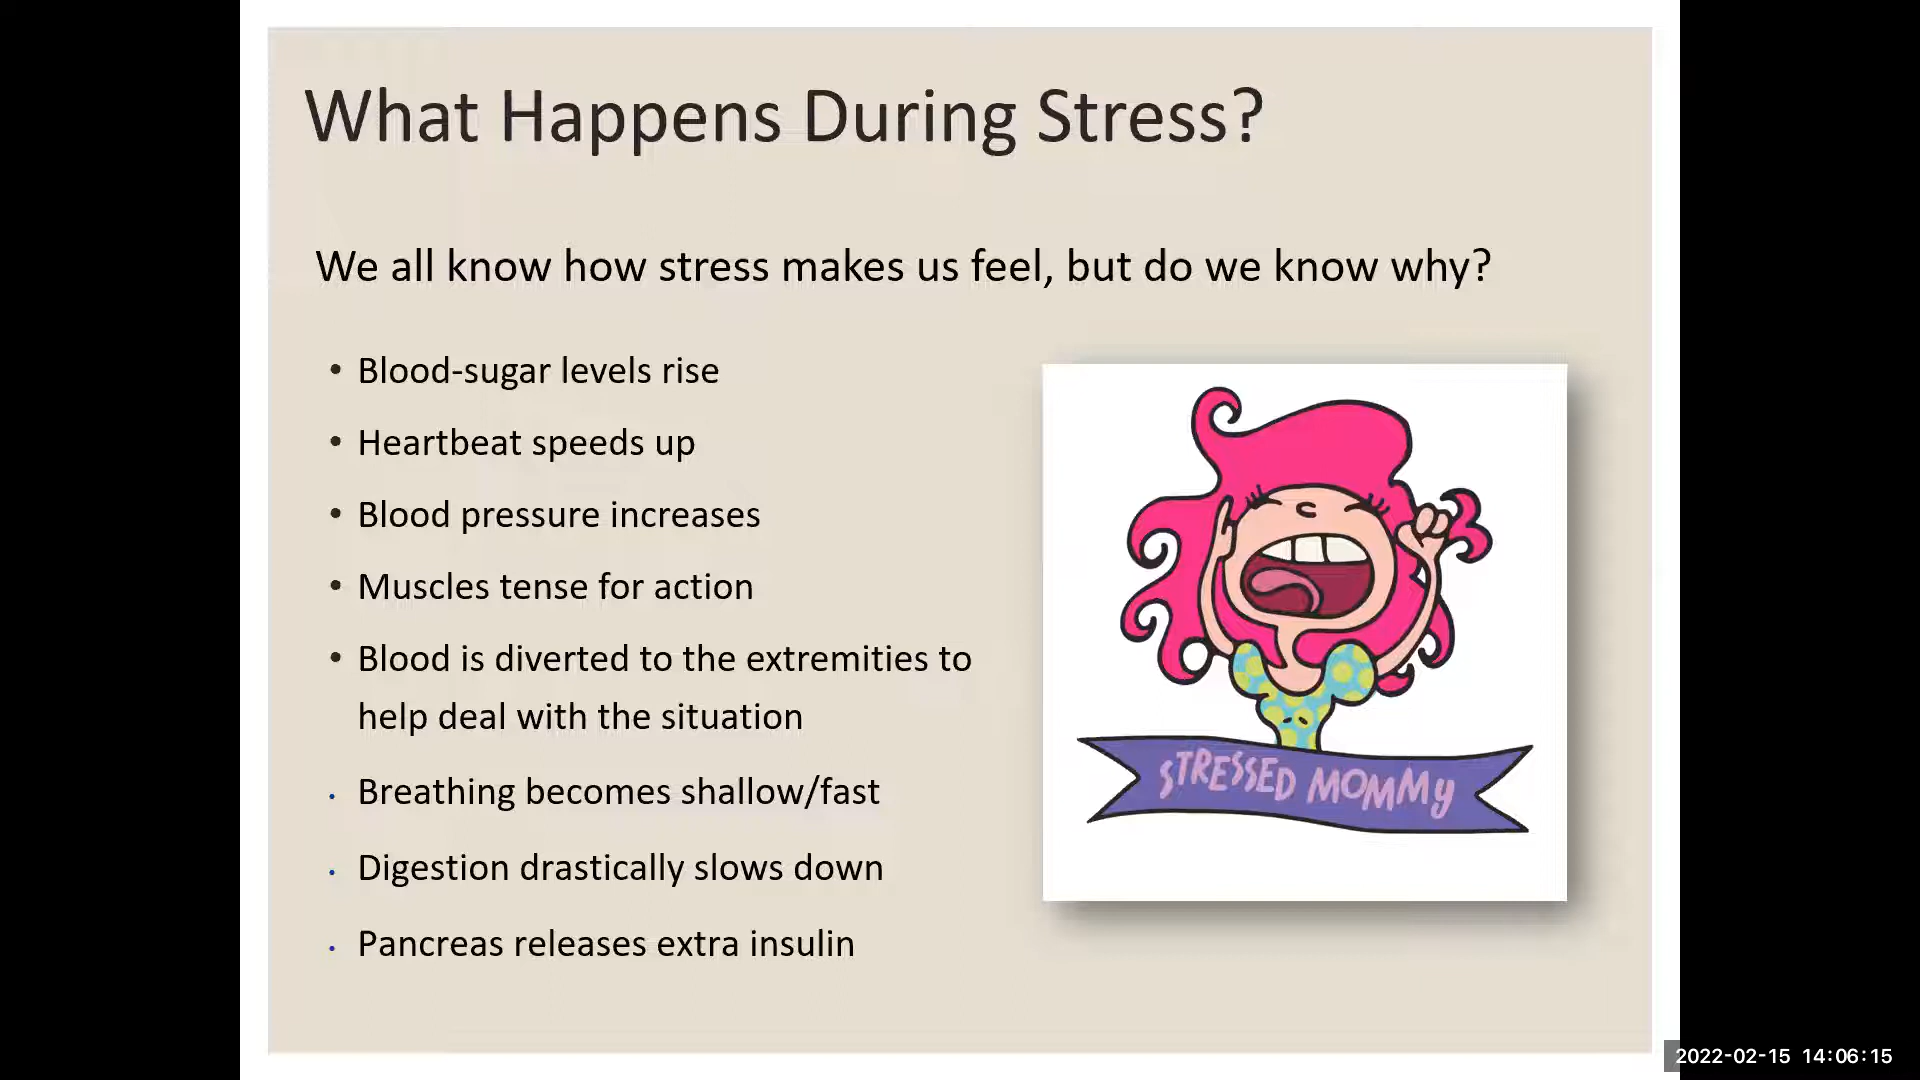 What Happens During Stress?
We all know how stress makes us feel, but do we know why?
• Blood-sugar levels rise
• Heartbeat speeds up
• Blood pressure increases
• Muscles tense for action
• Blood is diverted to the extremities to
help deal with the situation
• Breathing becomes shallow/fast
• Digestion drastically slows down
• Pancreas releases extra insulin
STRESSED MOMMy
2022-02-15 14:06:15